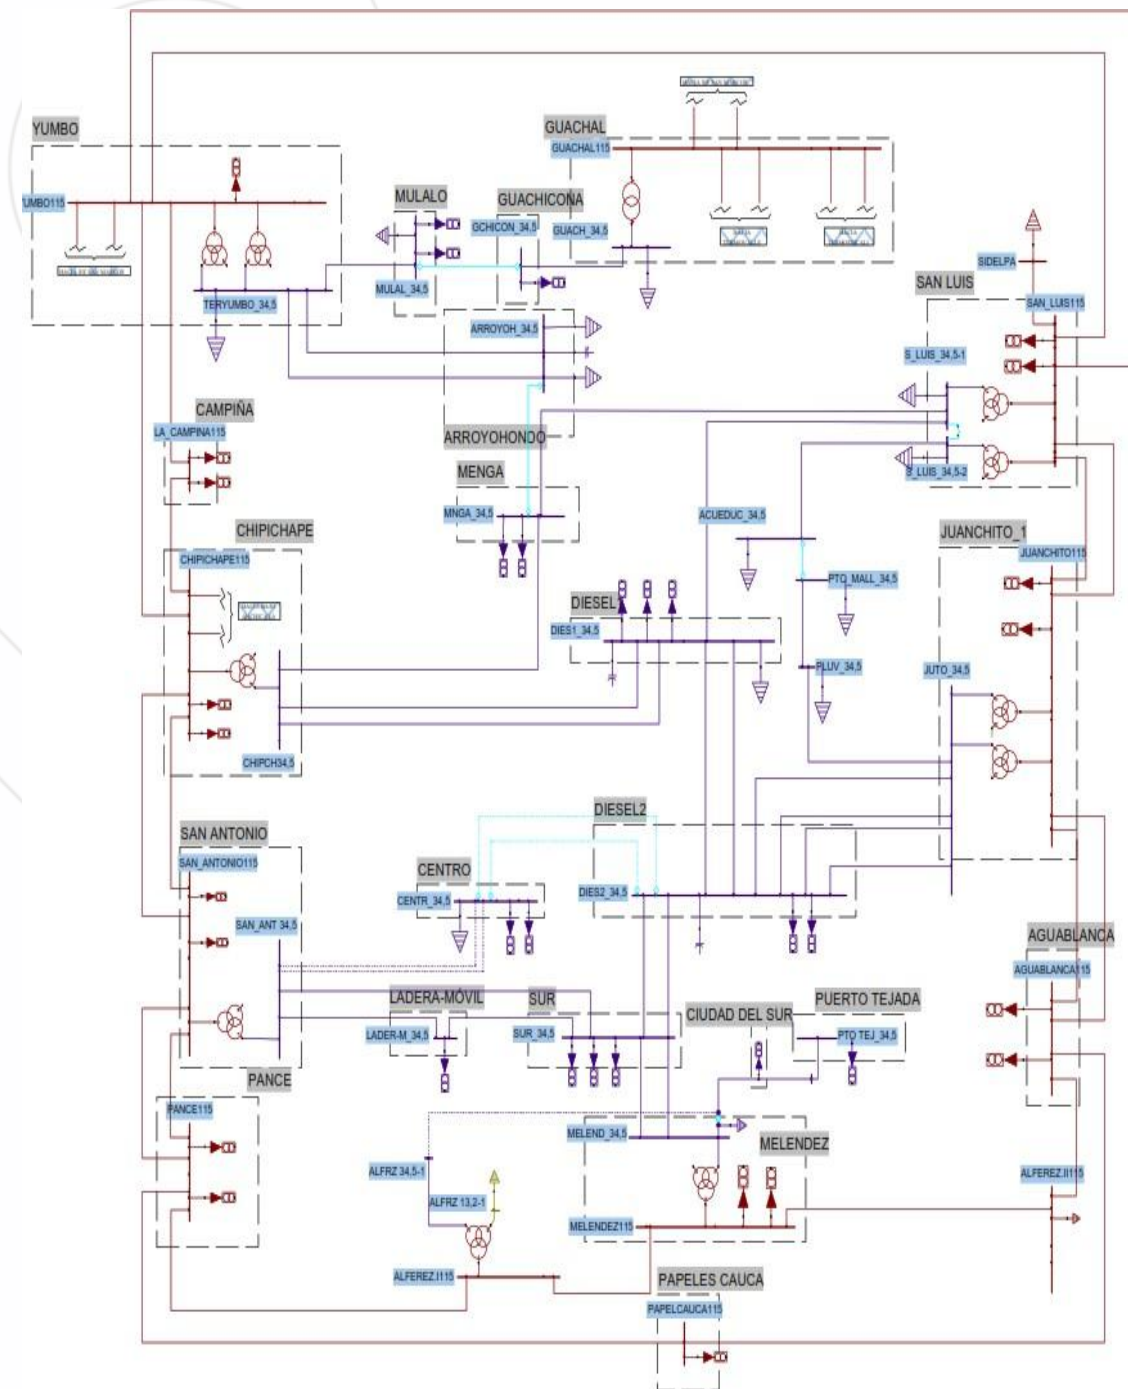 YUMBO
UMBO115
TERYUMBO_34,5
MULALO
MULAL_34,5
GUACHICONA
GCHICON_34,5
GUACHAL
GUACHAL115
GUACH_34,5
ARROYOH_34,5
ARROYOHONDO
SIDELPA
SAN LUIS
SAN_LUIS115
S_LUIS_34,5-1
S_LUIS_34,5-2
CAMPIÑA
LA_CAMPINA115
MENGA
MNGA_34,5
ACUEDUC_34,5
PTO_MALL_34,5
PLUV_34,5
JUANCHITO_1
JUANCHITO115
JUTO_34,5
CHIPICHAPE
CHIPICHAPE115
CHIPCH34,5
DIESEL
DIES1_34,5
DIESEL2
DIES2_34,5
SAN ANTONIO
SAN_ANTONIO115
SAN_ANT 34,5
CENTRO
CENTR_34,5
LADERA-MÓVIL
LADER-M_34,5
SUR
SUR_34,5
CIUDAD DEL SUR
PUERTO TEJADA
PTO TEJ_34,5
AGUABLANCA
AGUABLANCA115
PANCE
PANCE115
MELEND_34,5
MELENDEZ
MELENDEZ115
ALFRZ 34,5-1
ALFRZ 13,2-1
ALFEREZ.I115
ALFEREZ.II115
PAPELES CAUCA
PAPELCAUCA115